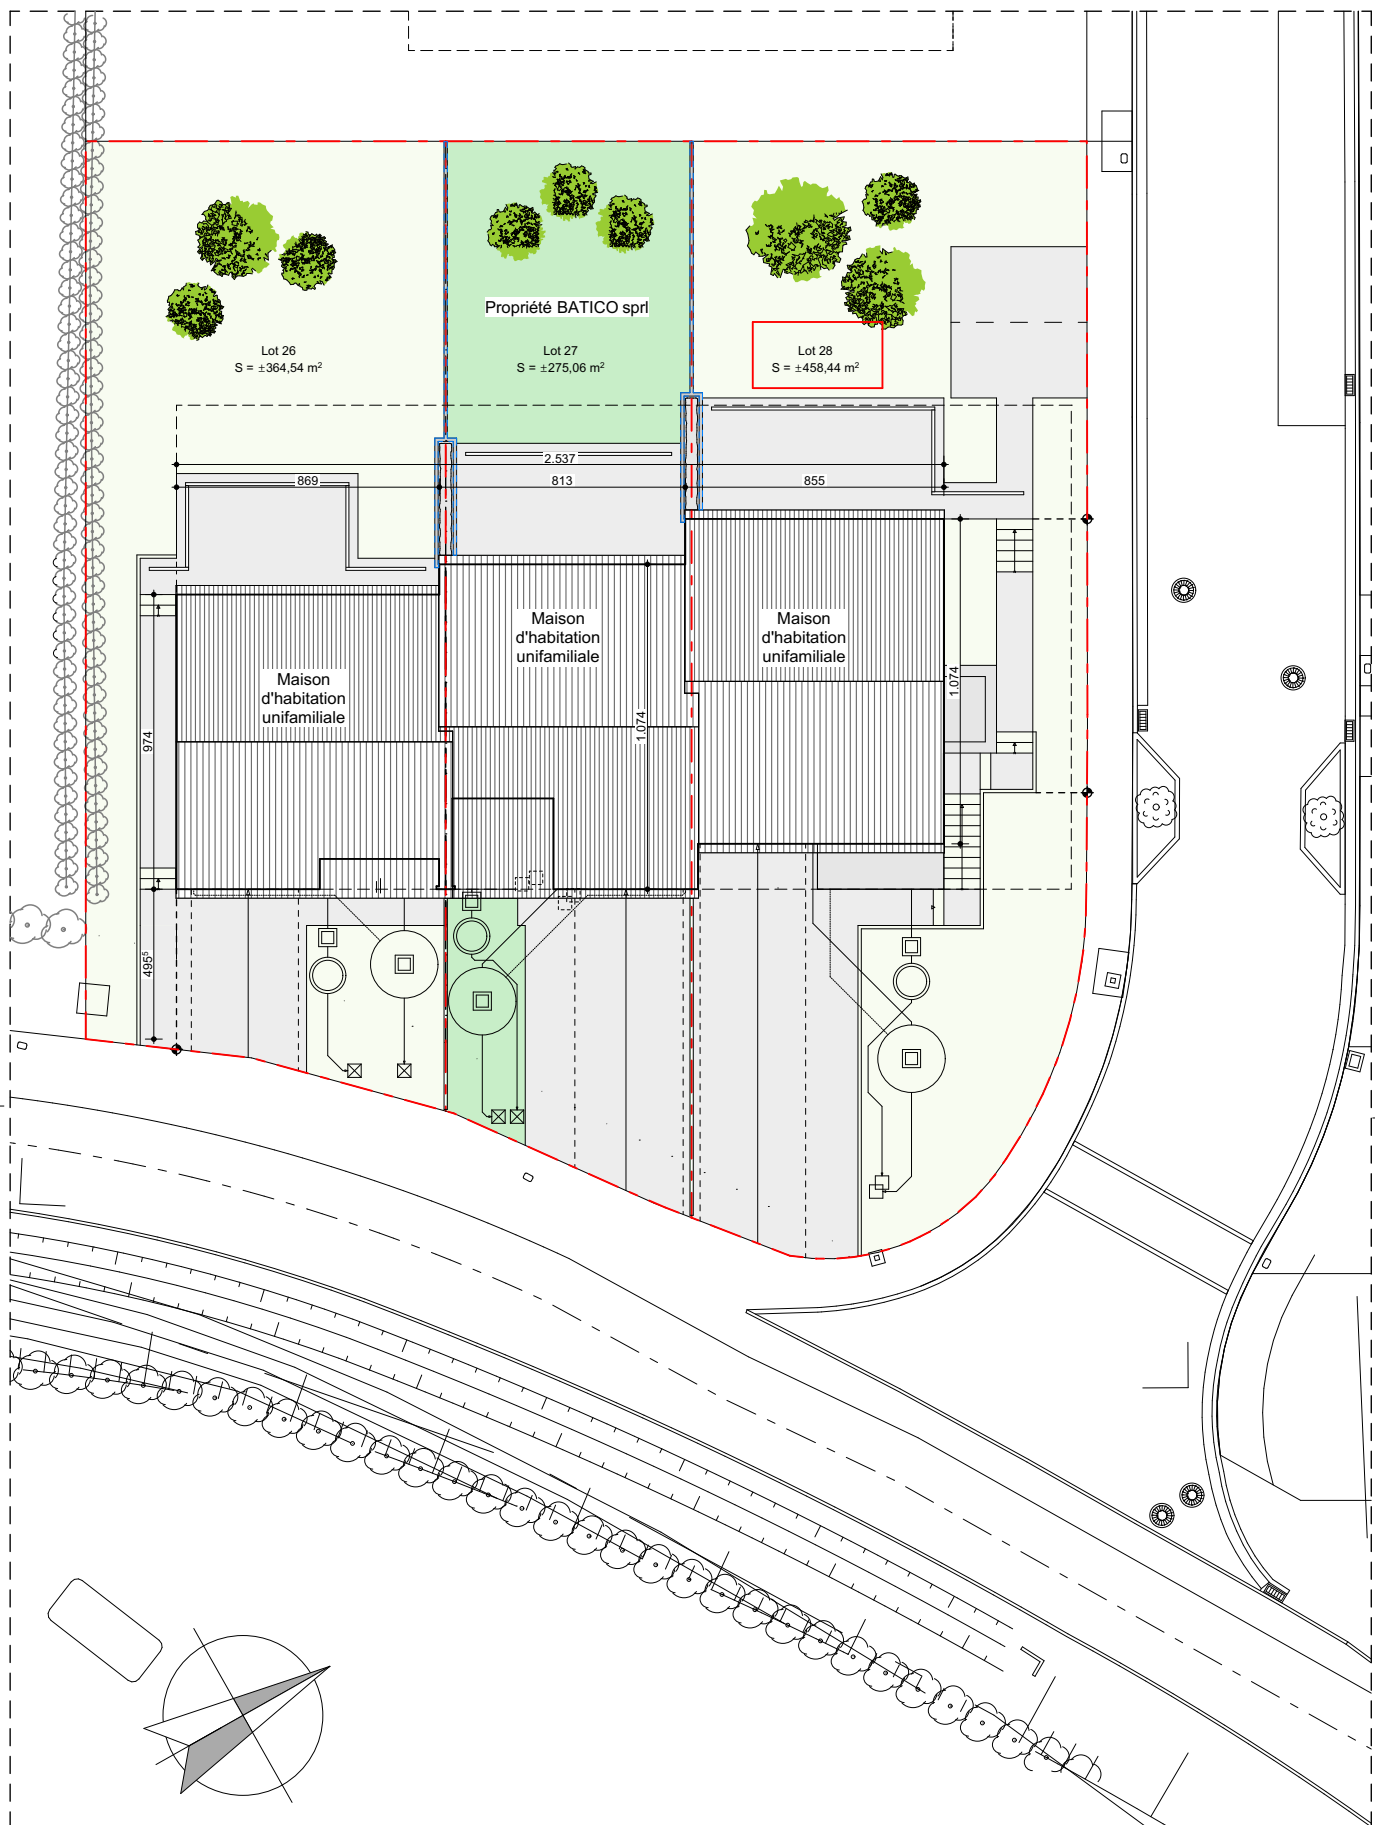 Propriété BATICO sprl
Lot 26
S = ±364,54 m²
Lot 27
S = ±275,06 m²
Lot 28
S = ±458,44 m²
2.537
869
813
855
Maison
d'habitation
unifamiliale
Maison
d'habitation
unifamiliale
Maison
d'habitation
unifamiliale
974
1.074
1.074
495⁵